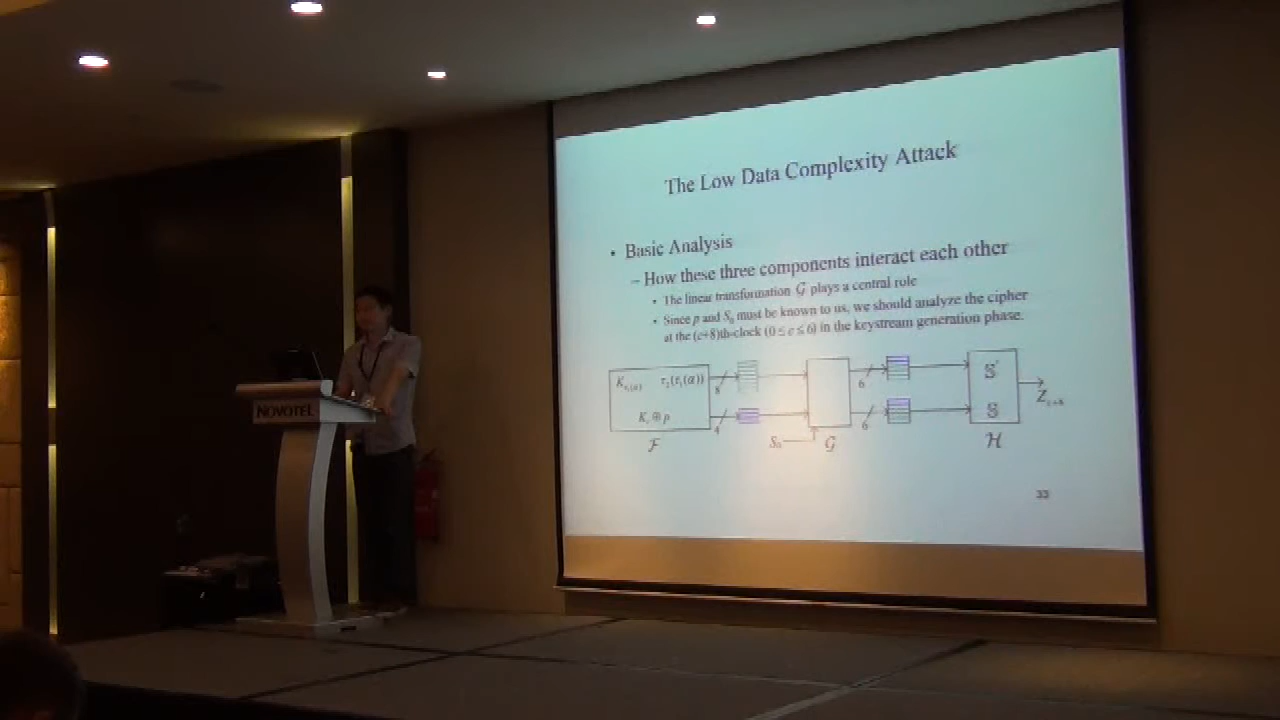 The Low Data Complexity Attack
• Basic Analysis
– How these three components interact each other
• The linear transformation G plays a central role
• Since p and S₀ must be known to us, we should analyze the cipher
at the (c+8)th-clock (0 ≤ c ≤ 6) in the keystream generation phase.
8
6
K ⊕ p
4
6
S₀
F
G
H
33
NOVOTEL